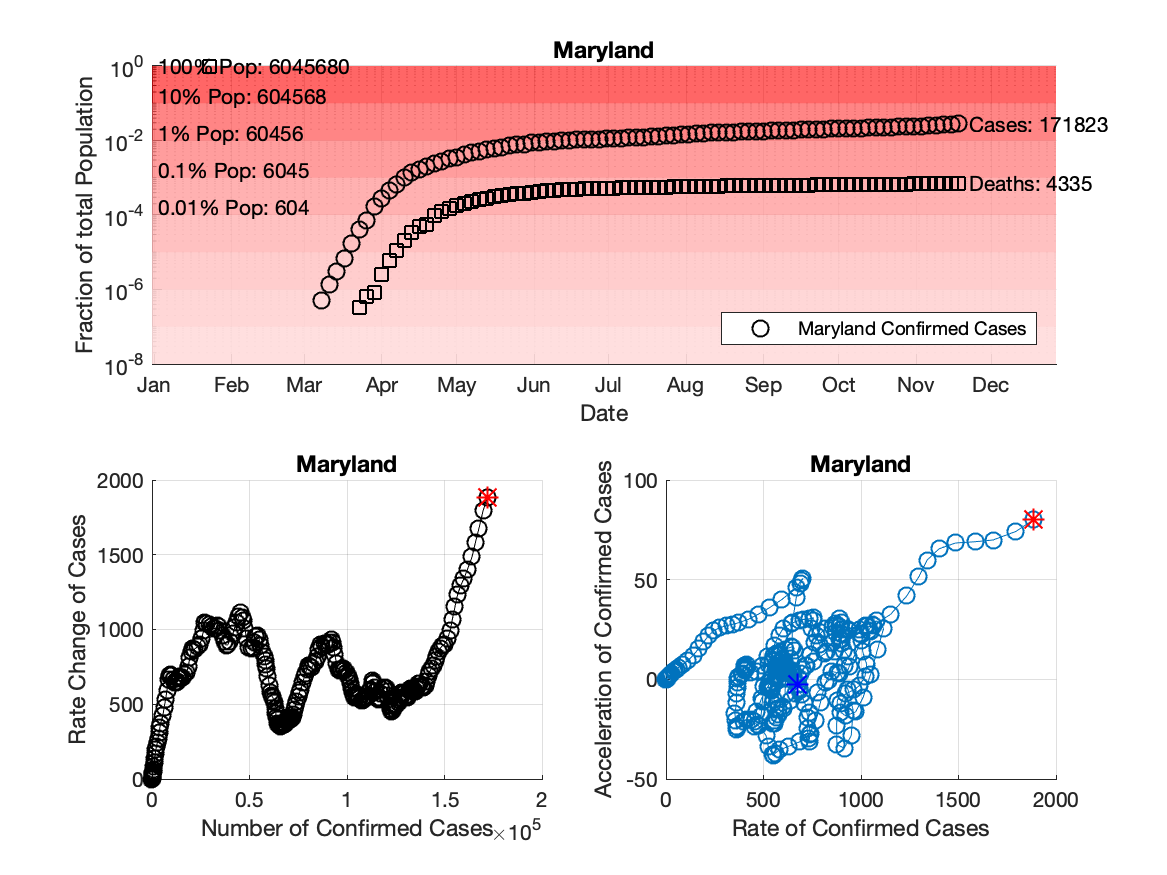 Maryland
10^0
10^-2
10^-4
10^-6
10^-8
Fraction of total Population
100% Pop: 6045680
10% Pop: 604568
1% Pop: 60456
0.1% Pop: 6045
0.01% Pop: 604
Cases: 171823
Deaths: 4335
Maryland Confirmed Cases
Jan Feb Mar Apr May Jun Jul Aug Sep Oct Nov Dec
Date
Maryland
2000
1500
1000
500
0
Rate Change of Cases
0 0.5 1 1.5 2
Number of Confirmed Cases ×10^5
Maryland
100
50
0
-50
Acceleration of Confirmed Cases
0 500 1000 1500 2000
Rate of Confirmed Cases